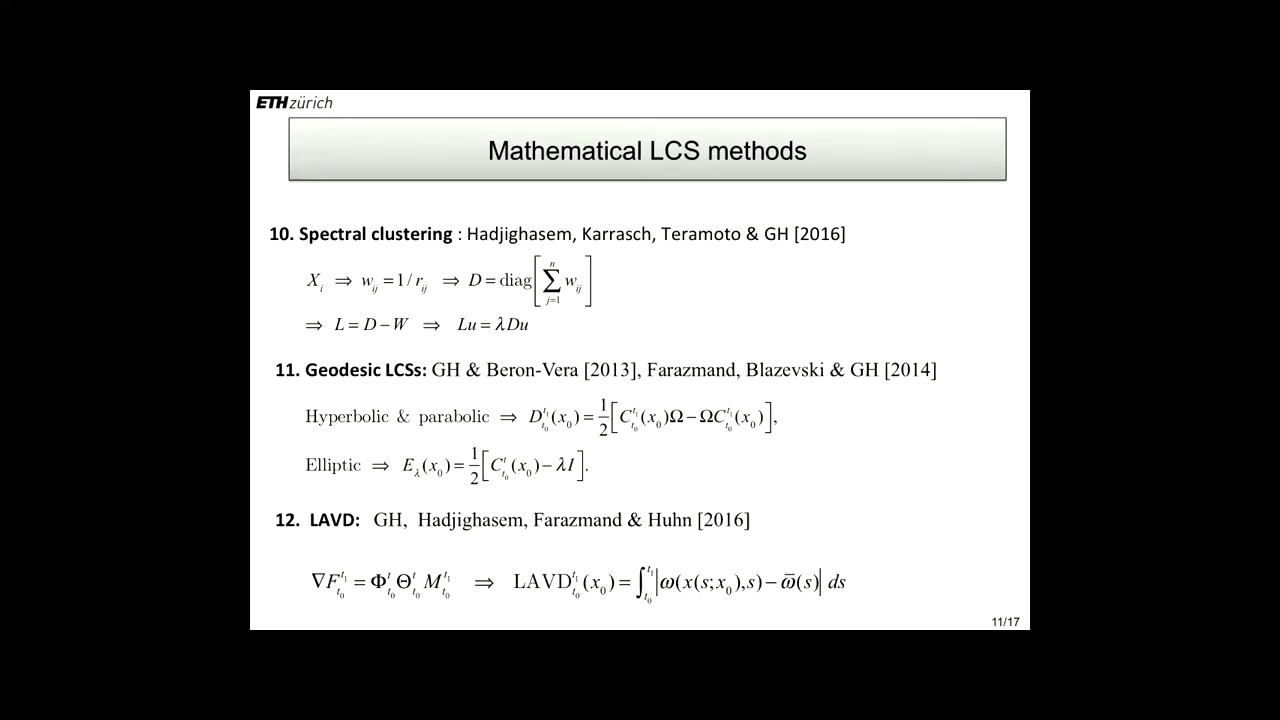 ETH zürich
Mathematical LCS methods
10. Spectral clustering : Hadjighasem, Karrasch, Teramoto & GH [2016]
X_i ⇒ w_ij = 1 / r_ij ⇒ D = diag[∑_{j=1}^{n} w_ij]
⇒ L = D − W ⇒ Lu = λDu
11. Geodesic LCSs: GH & Beron-Vera [2013], Farazmand, Blazevski & GH [2014]
Hyperbolic & parabolic ⇒ D_{t_0}^{t_1}(x_0) = 1/2 [C_{t_0}^{t_1}(x_0)Ω − ΩC_{t_0}^{t_1}(x_0)],
Elliptic ⇒ E_λ(x_0) = 1/2 [C_{t_0}^{t}(x_0) − λI].
12. LAVD: GH, Hadjighasem, Farazmand & Huhn [2016]
∇F_{t_0}^{t_1} = Φ_{t_0}^{t} Θ_{t_0}^{t} M_{t_0}^{t_1} ⇒ LAVD_{t_0}^{t_1}(x_0) = ∫_{t_0}^{t_1} |ω(x(s;x_0),s) − ω̄(s)| ds
11/17